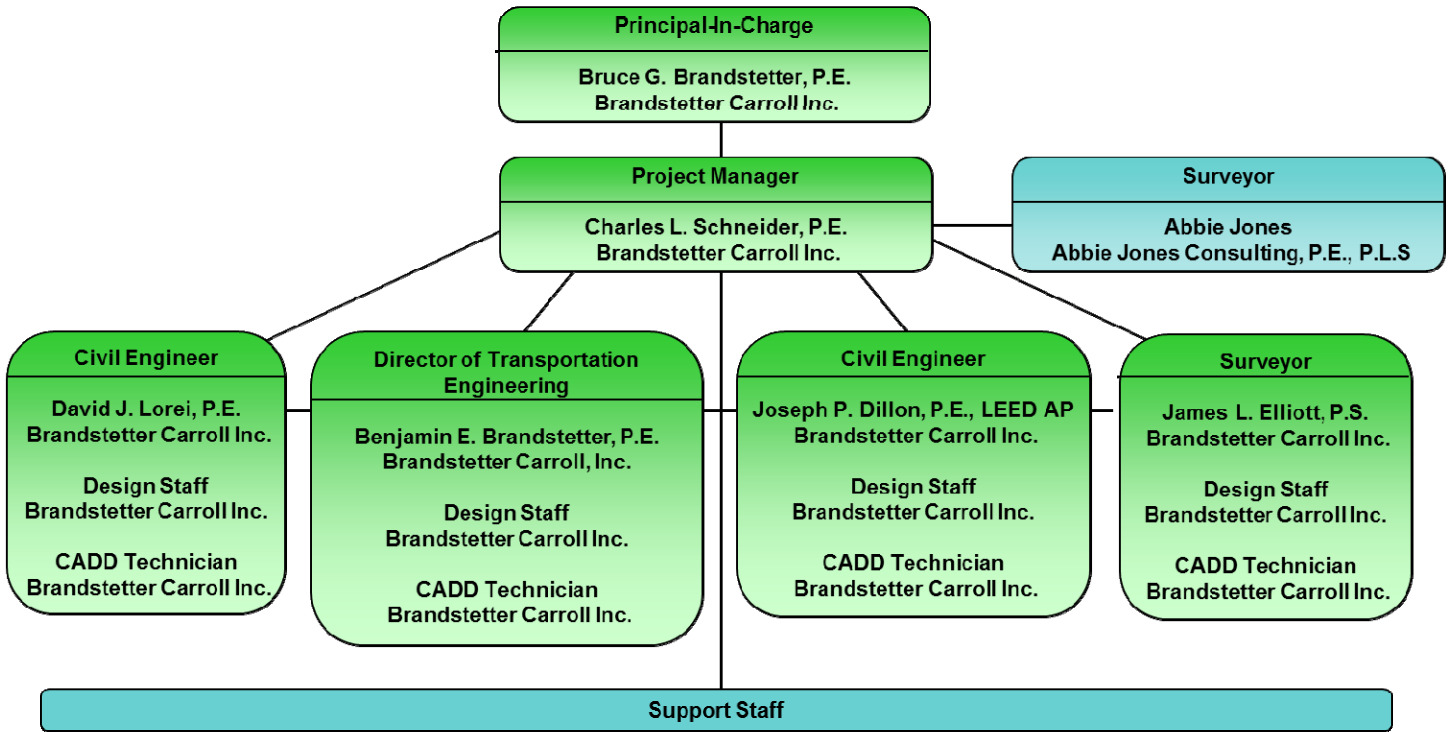 Principal-In-Charge
Bruce G. Brandstetter, P.E.
Brandstetter Carroll Inc.
Project Manager
Charles L. Schneider, P.E.
Brandstetter Carroll Inc.
Surveyor
Abbie Jones
Abbie Jones Consulting, P.E., P.L.S
Civil Engineer
David J. Lorei, P.E.
Brandstetter Carroll Inc.
Design Staff
Brandstetter Carroll Inc.
CADD Technician
Brandstetter Carroll Inc.
Director of Transportation
Engineering
Benjamin E. Brandstetter, P.E.
Brandstetter Carroll, Inc.
Design Staff
Brandstetter Carroll Inc.
CADD Technician
Brandstetter Carroll Inc.
Civil Engineer
Joseph P. Dillon, P.E., LEED AP
Brandstetter Carroll Inc.
Design Staff
Brandstetter Carroll Inc.
CADD Technician
Brandstetter Carroll Inc.
Surveyor
James L. Elliott, P.S.
Brandstetter Carroll Inc.
Design Staff
Brandstetter Carroll Inc.
CADD Technician
Brandstetter Carroll Inc.
Support Staff